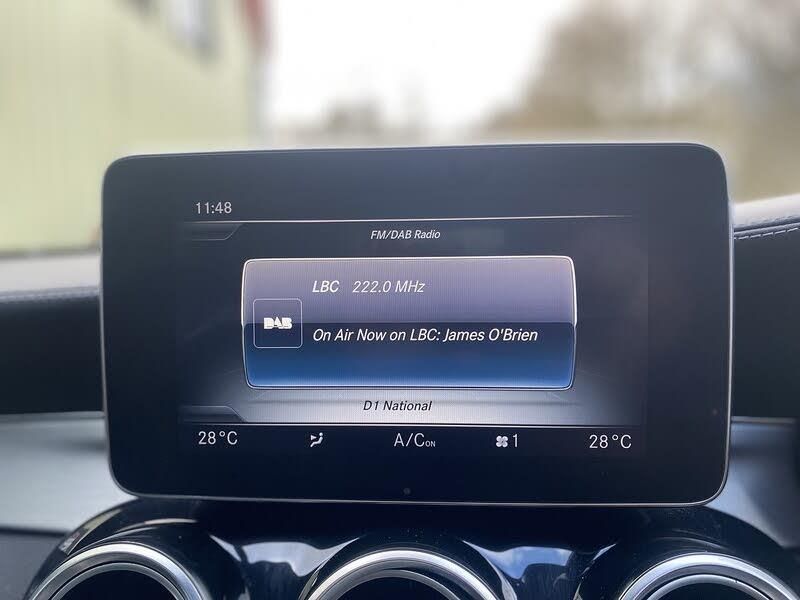 11:48
FM/DAB Radio
LBC 222.0 MHz
DAB
On Air Now on LBC: James O'Brien
D1 National
28°C A/C ON 1 28°C